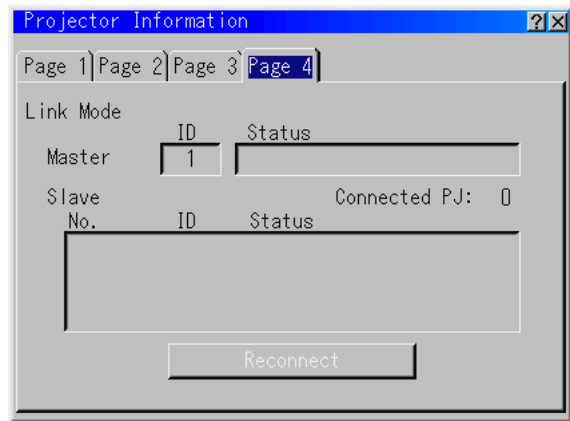 Projector Information ? X
Page 1 Page 2 Page 3 Page 4
Link Mode
ID Status
Master 1
Slave Connected PJ: 0
No. ID Status
Reconnect